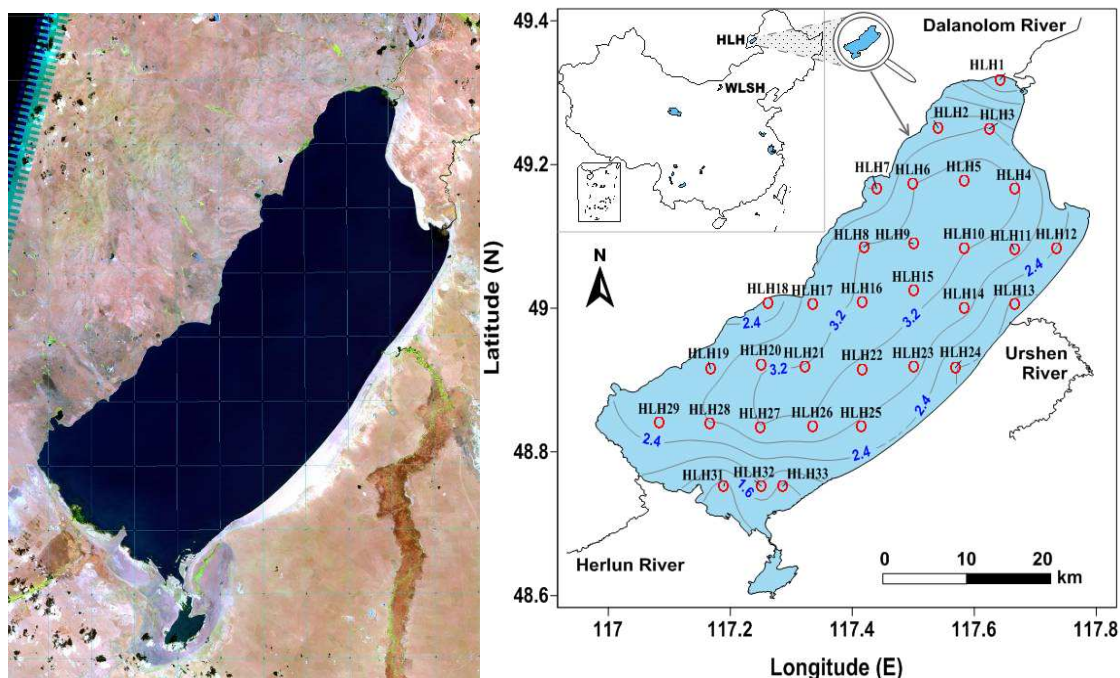 49.4
49.2
49
48.8
48.6
Latitude (N)
117
117.2
117.4
117.6
117.8
Longitude (E)
HLH
WLSH
Dalanolom River
HLH1
HLH2
HLH3
HLH7
HLH6
HLH5
HLH4
HLH8
HLH9
HLH10
HLH11
HLH12
2.4
N
HLH18
HLH17
HLH16
HLH15
HLH14
HLH13
2.4
3.2
3.2
HLH19
HLH20
HLH21
HLH22
HLH23
HLH24
3.2
Urshen
River
2.4
HLH29
HLH28
HLH27
HLH26
HLH25
2.4
2.4
HLH31
HLH32
HLH33
1.6
Herlun River
0
10
20
km